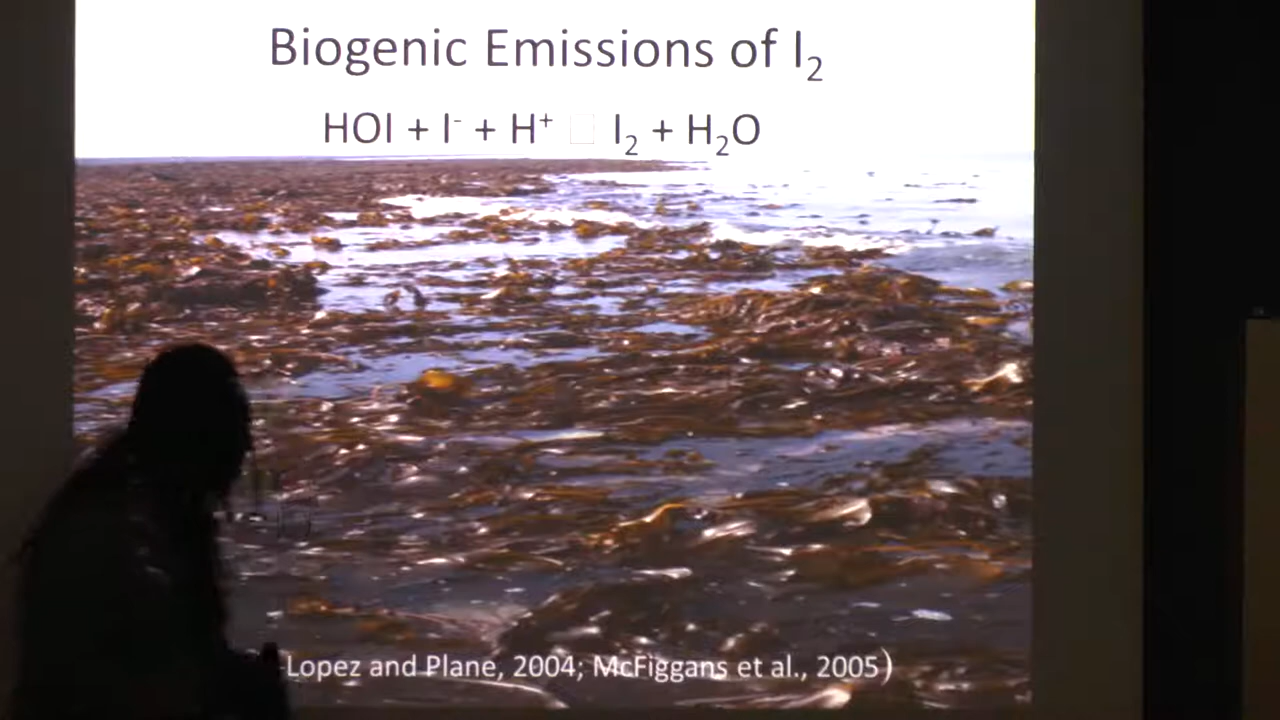 Biogenic Emissions of I₂
HOI + I⁻ + H⁺ □ I₂ + H₂O
Lopez and Plane, 2004; McFiggans et al., 2005)